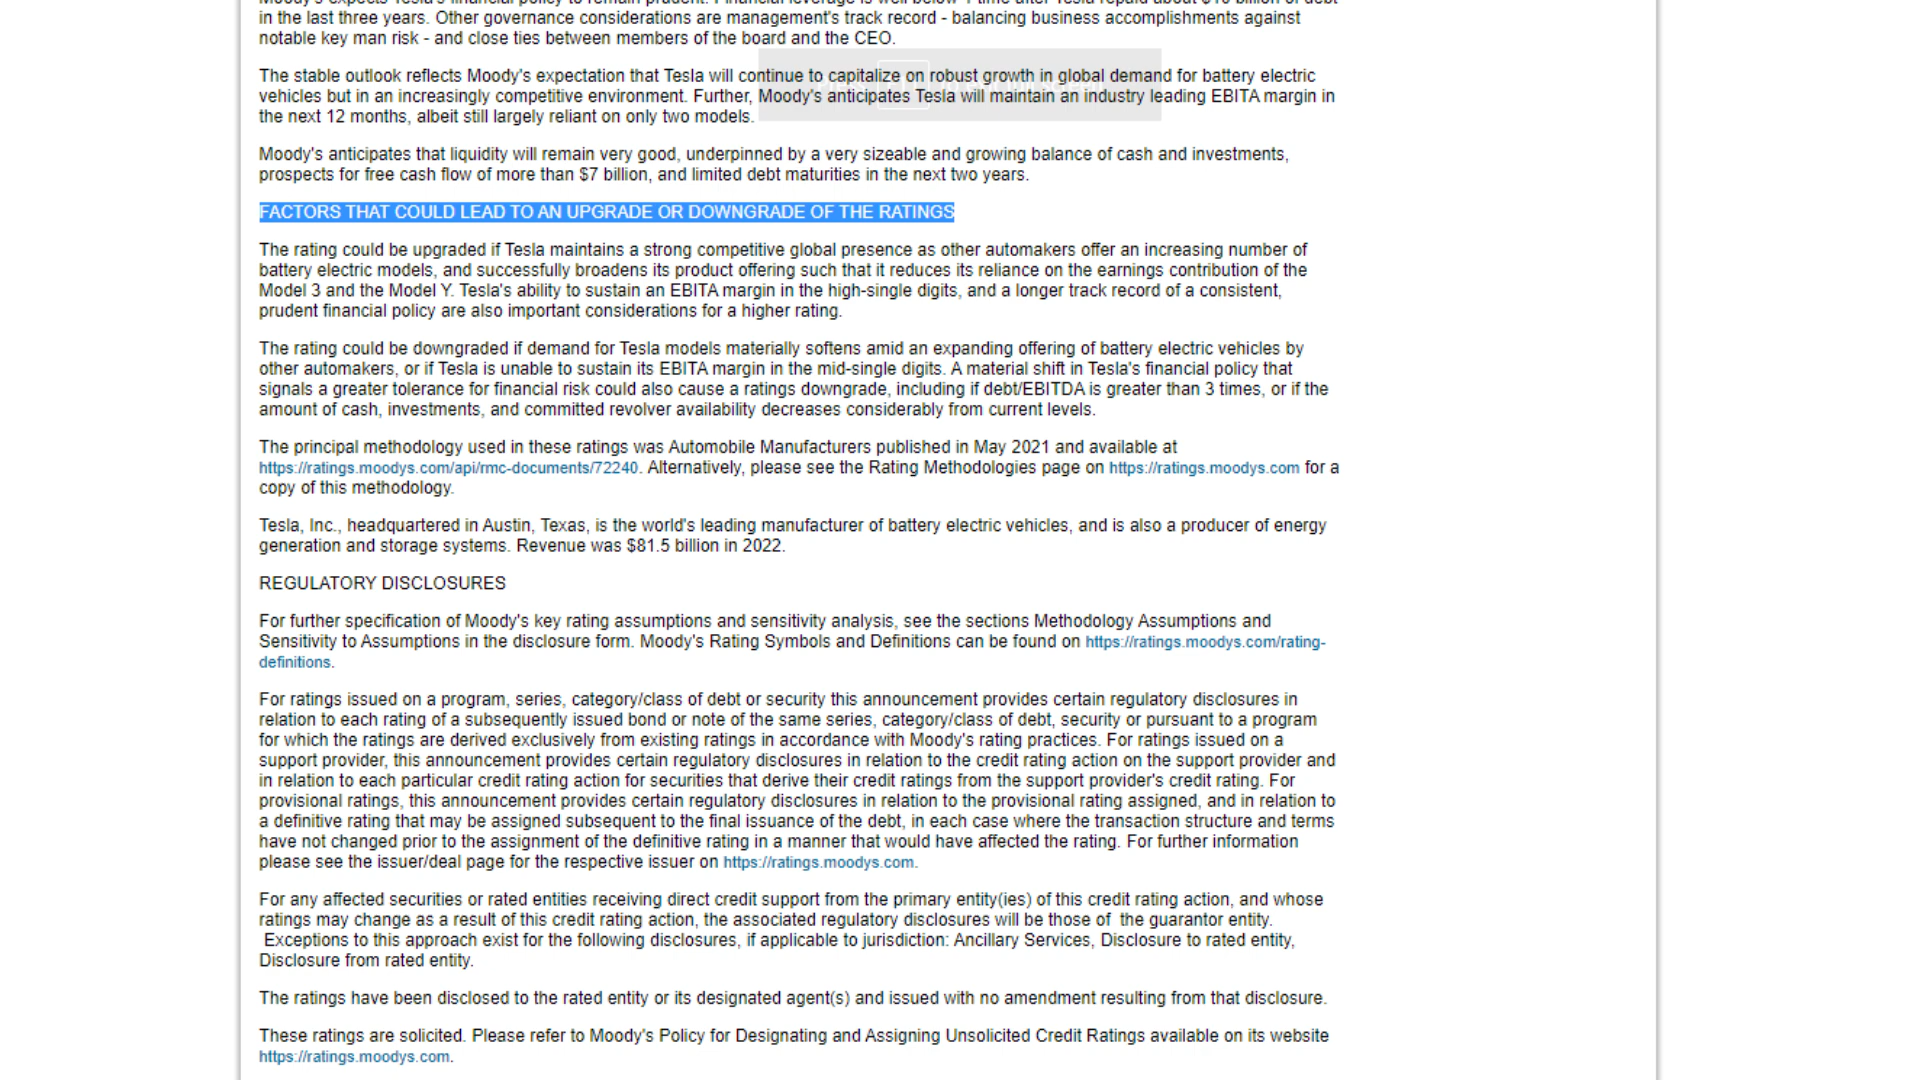 in the last three years. Other governance considerations are management's track record - balancing business accomplishments against
notable key man risk - and close ties between members of the board and the CEO.
The stable outlook reflects Moody's expectation that Tesla will continue to capitalize on robust growth in global demand for battery electric
vehicles but in an increasingly competitive environment. Further, Moody's anticipates Tesla will maintain an industry leading EBITA margin in
the next 12 months, albeit still largely reliant on only two models.
Moody's anticipates that liquidity will remain very good, underpinned by a very sizeable and growing balance of cash and investments,
prospects for free cash flow of more than $7 billion, and limited debt maturities in the next two years.
FACTORS THAT COULD LEAD TO AN UPGRADE OR DOWNGRADE OF THE RATINGS
The rating could be upgraded if Tesla maintains a strong competitive global presence as other automakers offer an increasing number of
battery electric models, and successfully broadens its product offering such that it reduces its reliance on the earnings contribution of the
Model 3 and the Model Y. Tesla's ability to sustain an EBITA margin in the high-single digits, and a longer track record of a consistent,
prudent financial policy are also important considerations for a higher rating.
The rating could be downgraded if demand for Tesla models materially softens amid an expanding offering of battery electric vehicles by
other automakers, or if Tesla is unable to sustain its EBITA margin in the mid-single digits. A material shift in Tesla's financial policy that
signals a greater tolerance for financial risk could also cause a ratings downgrade, including if debt/EBITDA is greater than 3 times, or if the
amount of cash, investments, and committed revolver availability decreases considerably from current levels.
The principal methodology used in these ratings was Automobile Manufacturers published in May 2021 and available at
https://ratings.moodys.com/api/rmc-documents/72240. Alternatively, please see the Rating Methodologies page on https://ratings.moodys.com for a
copy of this methodology.
Tesla, Inc., headquartered in Austin, Texas, is the world's leading manufacturer of battery electric vehicles, and is also a producer of energy
generation and storage systems. Revenue was $81.5 billion in 2022.
REGULATORY DISCLOSURES
For further specification of Moody's key rating assumptions and sensitivity analysis, see the sections Methodology Assumptions and
Sensitivity to Assumptions in the disclosure form. Moody's Rating Symbols and Definitions can be found on https://ratings.moodys.com/rating-
definitions.
For ratings issued on a program, series, category/class of debt or security this announcement provides certain regulatory disclosures in
relation to each rating of a subsequently issued bond or note of the same series, category/class of debt, security or pursuant to a program
for which the ratings are derived exclusively from existing ratings in accordance with Moody's rating practices. For ratings issued on a
support provider, this announcement provides certain regulatory disclosures in relation to the credit rating action on the support provider and
in relation to each particular credit rating action for securities that derive their credit ratings from the support provider's credit rating. For
provisional ratings, this announcement provides certain regulatory disclosures in relation to the provisional rating assigned, and in relation to
a definitive rating that may be assigned subsequent to the final issuance of the debt, in each case where the transaction structure and terms
have not changed prior to the assignment of the definitive rating in a manner that would have affected the rating. For further information
please see the issuer/deal page for the respective issuer on https://ratings.moodys.com.
For any affected securities or rated entities receiving direct credit support from the primary entity(ies) of this credit rating action, and whose
ratings may change as a result of this credit rating action, the associated regulatory disclosures will be those of  the guarantor entity.
Exceptions to this approach exist for the following disclosures, if applicable to jurisdiction: Ancillary Services, Disclosure to rated entity,
Disclosure from rated entity.
The ratings have been disclosed to the rated entity or its designated agent(s) and issued with no amendment resulting from that disclosure.
These ratings are solicited. Please refer to Moody's Policy for Designating and Assigning Unsolicited Credit Ratings available on its website
https://ratings.moodys.com.